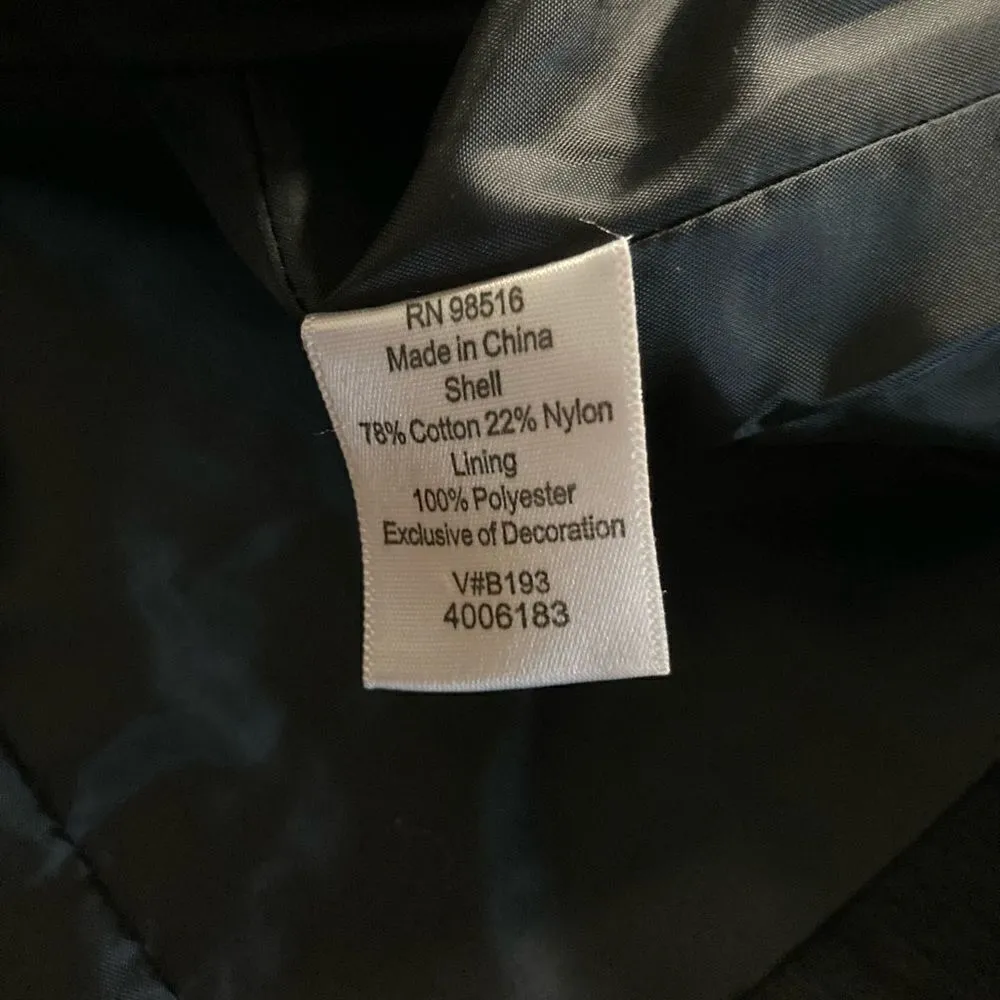 RN 98516
Made in China
Shell
78% Cotton 22% Nylon
Lining
100% Polyester
Exclusive of Decoration
V#B193
4006183